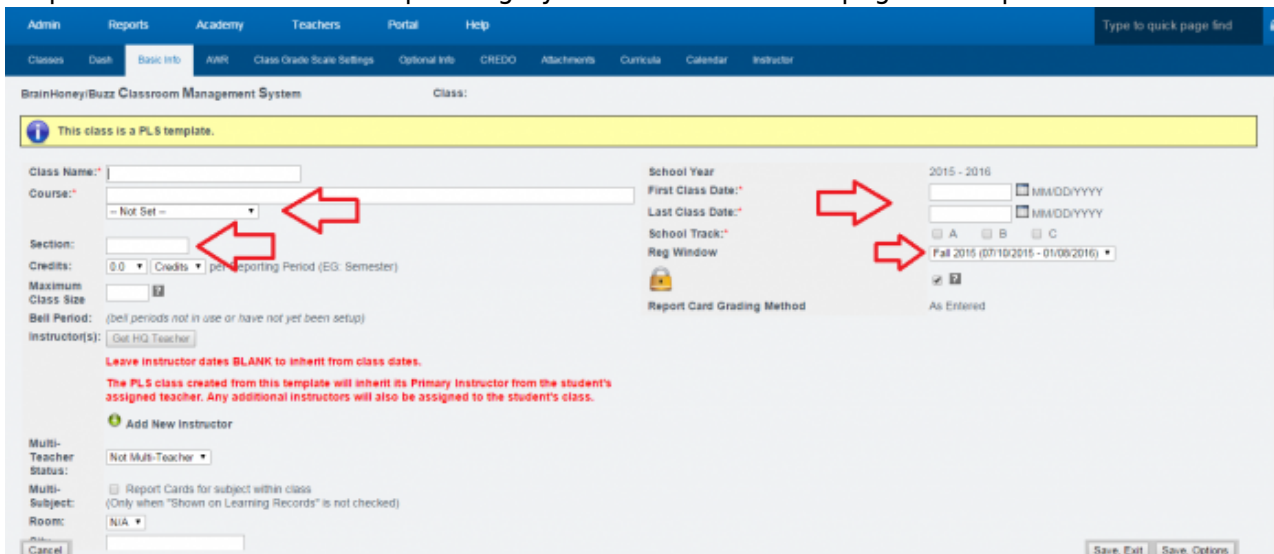 Admin Reports Academy Teachers Portal Help Type to quick page find
Classes Dash Basic Info AWR Class Grade Scale Settings Optional Info CREDO Attachments Curricula Calendar Instructor
BrainHoney/Buzz Classroom Management System Class:
This class is a PLS template.
Class Name:*
School Year 2015 - 2016
Course:*
First Class Date:* MM/DD/YYYY
-- Not Set --
Last Class Date:* MM/DD/YYYY
School Track:* A B C
Section:
Reg Window Fall 2015 (07/10/2015 - 01/08/2016)
Credits: 0.0 Credits per Reporting Period (EG: Semester)
Maximum
Class Size
Report Card Grading Method As Entered
Bell Period: (bell periods not in use or have not yet been setup)
Instructor(s): Get HQ Teacher
Leave instructor dates BLANK to inherit from class dates.
The PLS class created from this template will inherit its Primary Instructor from the student's
assigned teacher. Any additional instructors will also be assigned to the student's class.
Add New Instructor
Multi-
Teacher
Status:
Not Multi-Teacher
Multi-
Subject:
Report Cards for subject within class
(Only when "Shown on Learning Records" is not checked)
Room: N/A
Cancel Save, Exit Save, Options